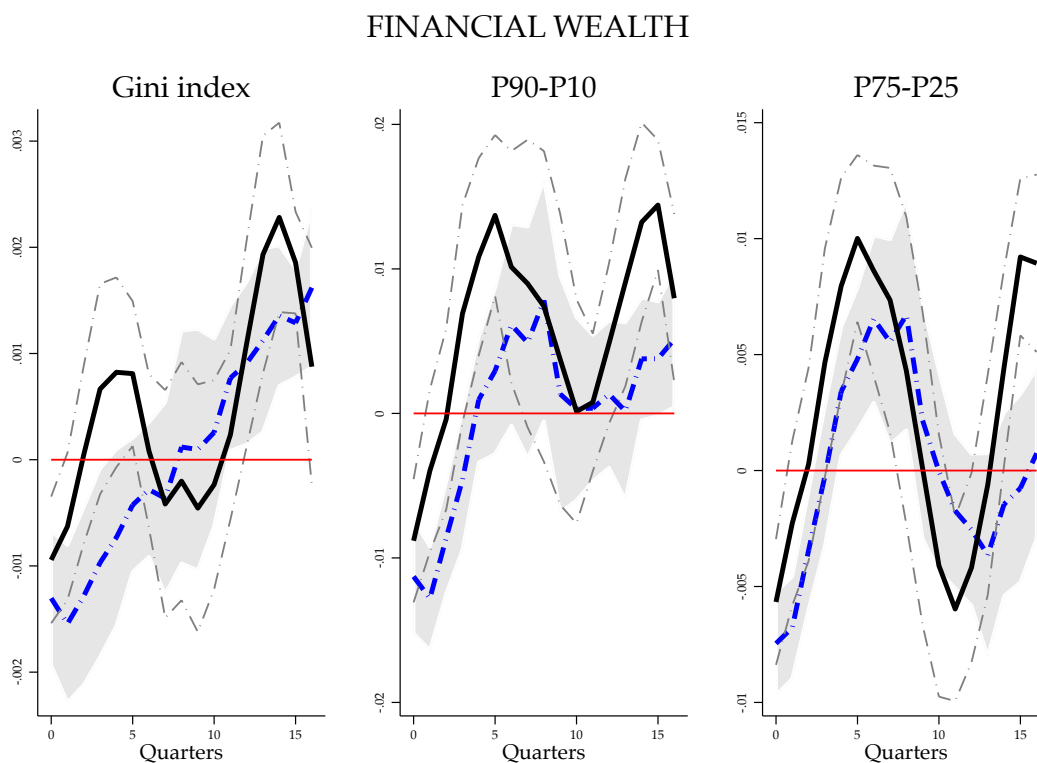 FINANCIAL WEALTH
Gini index
.003
.002
.001
0
-.001
-.002
0 5 10 15
Quarters
P90-P10
.02
.01
0
-.01
-.02
0 5 10 15
Quarters
P75-P25
.015
.01
.005
0
-.005
-.01
0 5 10 15
Quarters